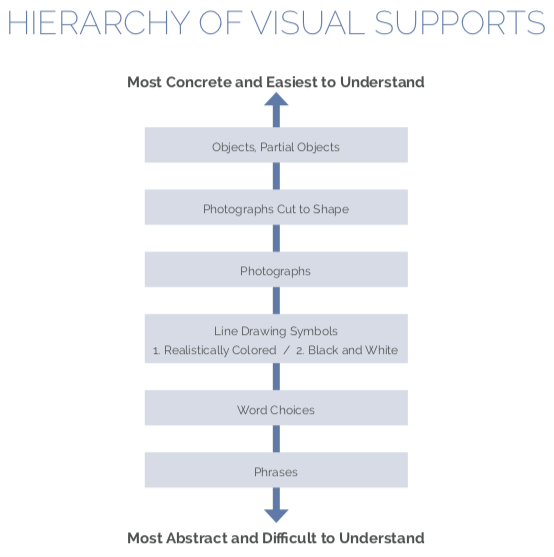 HIERARCHY OF VISUAL SUPPORTS
Most Concrete and Easiest to Understand
Objects, Partial Objects
Photographs Cut to Shape
Photographs
Line Drawing Symbols
1. Realistically Colored / 2. Black and White
Word Choices
Phrases
Most Abstract and Difficult to Understand